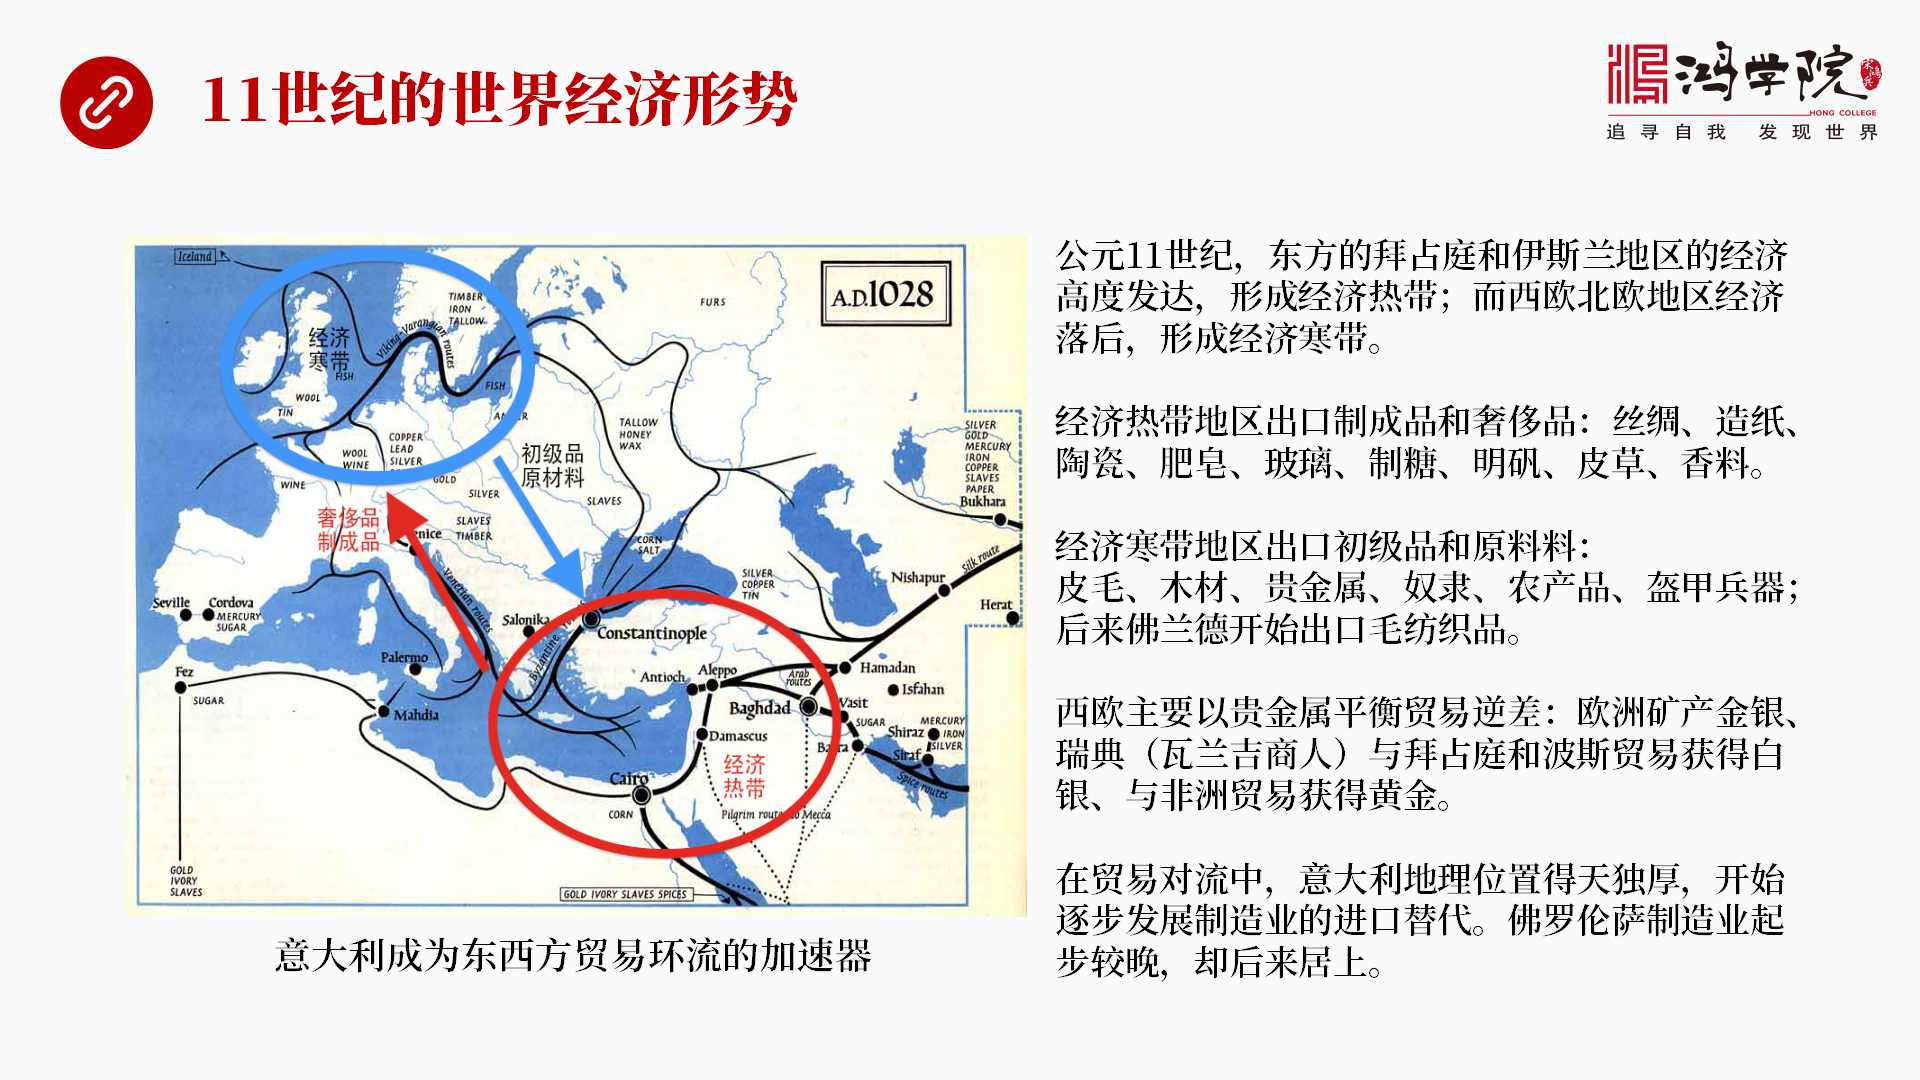 11世纪的世界经济形势
鸿学院
宋鸿兵
HONG COLLEGE
追寻自我 发现世界
Iceland
A.D.1028
TIMBER
IRON
TALLOW
FURS
Viking-Varangian routes
经济
寒带
FISH
FISH
WOOL
TIN
COPPER
LEAD
SILVER
WOOL
WINE
WINE
GOLD
SILVER
初级品
原材料
TALLOW
HONEY
WAX
SLAVES
SILVER
GOLD
MERCURY
IRON
COPPER
SLAVES
PAPER
Bukhara
奢侈品
制成品
SLAVES
TIMBER
CORN
SALT
Venetian routes
SILVER
COPPER
TIN
Silk route
Nishapur
Herat
Seville
Cordova
MERCURY
SUGAR
Salonika
Constantinople
Byzantine
Fez
SUGAR
Palermo
Mahdia
Antioch
Aleppo
Arab
routes
Hamadan
Isfahan
Baghdad
Vasit
SUGAR
MERCURY
IRON
SILVER
Shiraz
Siraf
Damascus
Spice routes
Cairo
CORN
经济
热带
Pilgrim routes to Mecca
GOLD
IVORY
SLAVES
GOLD IVORY SLAVES SPICES
意大利成为东西方贸易环流的加速器
公元11世纪，东方的拜占庭和伊斯兰地区的经济
高度发达，形成经济热带；而西欧北欧地区经济
落后，形成经济寒带。
经济热带地区出口制成品和奢侈品：丝绸、造纸、
陶瓷、肥皂、玻璃、制糖、明矾、皮草、香料。
经济寒带地区出口初级品和原料料：
皮毛、木材、贵金属、奴隶、农产品、盔甲兵器；
后来佛兰德开始出口毛纺织品。
西欧主要以贵金属平衡贸易逆差：欧洲矿产金银、
瑞典（瓦兰吉商人）与拜占庭和波斯贸易获得白
银、与非洲贸易获得黄金。
在贸易对流中，意大利地理位置得天独厚，开始
逐步发展制造业的进口替代。佛罗伦萨制造业起
步较晚，却后来居上。